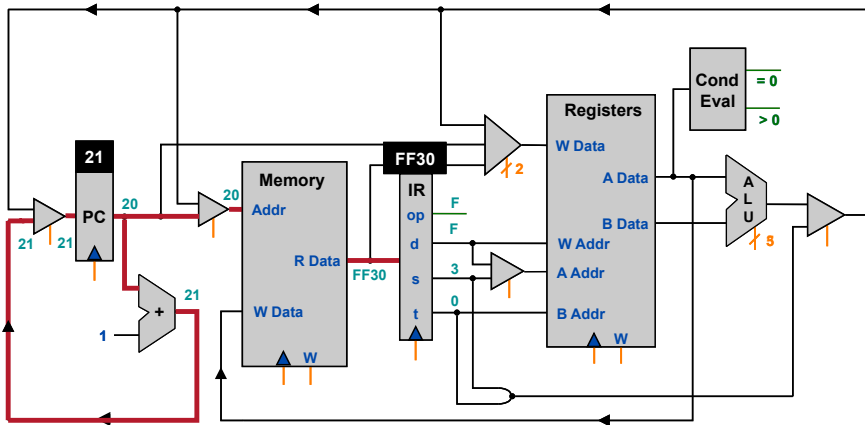 21
PC
20
21
21
1
+
21
20
Memory
Addr
R Data
W Data
W
FF30
FF30
IR
op
d
s
t
F
F
3
0
2
Registers
W Data
A Data
B Data
W Addr
A Addr
B Addr
W
Cond
Eval
= 0
> 0
A
L
U
5